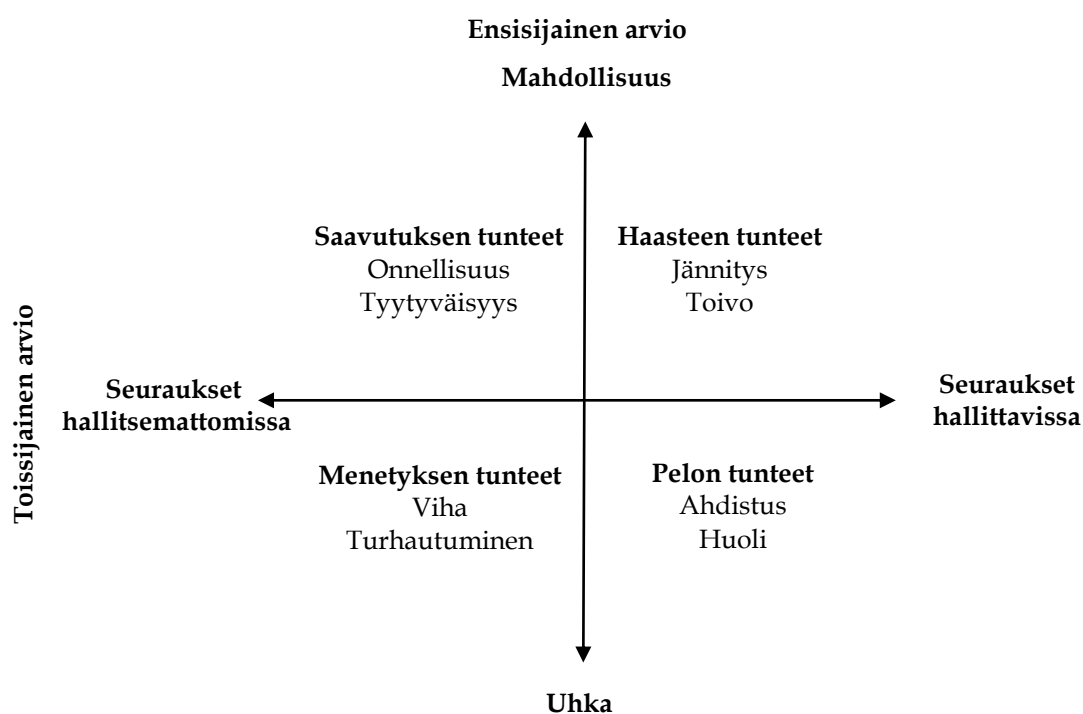 Ensisijainen arvio
Mahdollisuus
Saavutuksen tunteet
Onnellisuus
Tyytyväisyys
Haasteen tunteet
Jännitys
Toivo
Toissijainen arvio
Seuraukset
hallitsemattomissa
Seuraukset
hallittavissa
Menetyksen tunteet
Viha
Turhautuminen
Pelon tunteet
Ahdistus
Huoli
Uhka